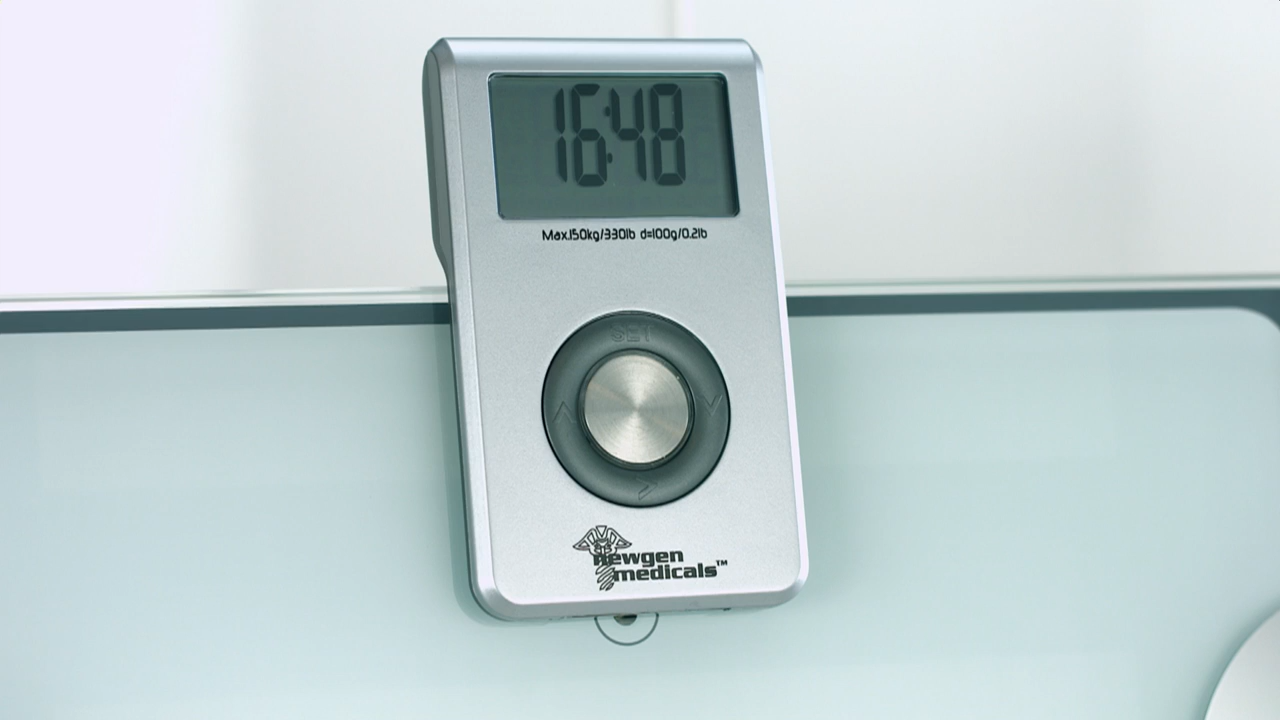 16:48
Max.150kg/330lb d=100g/0.2lb
SET
newgen
medicals™